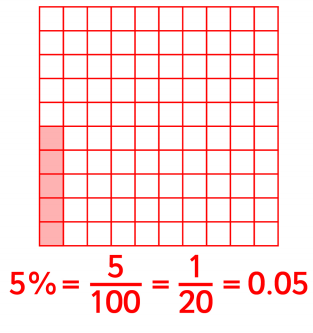 5% = 5/100 = 1/20 = 0.05